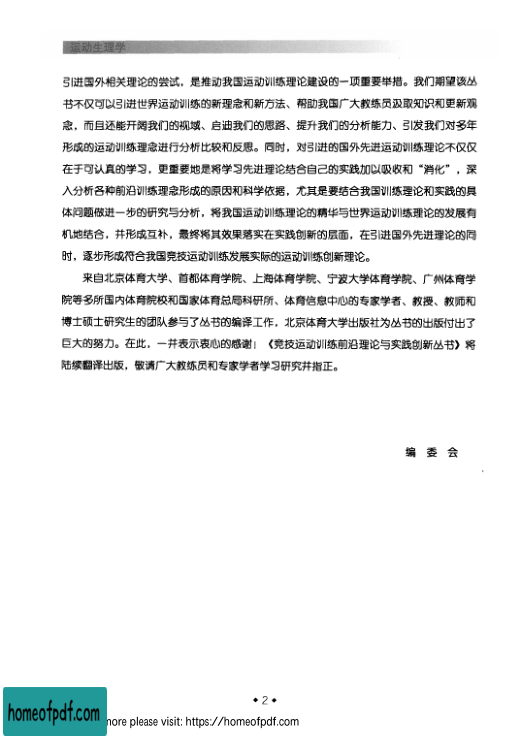 运动生理学
引进国外相关理论的尝试，是推动我国运动训练理论建设的一项重要举措。我们期望该丛
书不仅可以引进世界运动训练的新理念和新方法、帮助我国广大教练员汲取知识和更新观
念，而且还能开阔我们的视域、启迪我们的思路、提升我们的分析能力、引发我们对多年
形成的运动训练理念进行分析比较和反思。同时，对引进的国外先进运动训练理论不仅仅
在于可认真的学习，更重要地是将学习先进理论结合自己的实践加以吸收和“消化”，深
入分析各种前沿训练理念形成的原因和科学依据，尤其是要结合我国训练理论和实践的具
体问题做进一步的研究与分析，将我国运动训练理论的精华与世界运动训练理论的发展有
机地结合，并形成互补，最终将其效果落实在实践创新的层面，在引进国外先进理论的同
时，逐步形成符合我国竞技运动训练发展实际的运动训练创新理论。
来自北京体育大学、首都体育学院、上海体育学院、宁波大学体育学院、广州体育学
院等多所国内体育院校和国家体育总局科研所、体育信息中心的专家学者、教授、教师和
博士硕士研究生的团队参与了丛书的编译工作，北京体育大学出版社为丛书的出版付出了
巨大的努力。在此，一并表示衷心的感谢！《竞技运动训练前沿理论与实践创新丛书》将
陆续翻译出版，敬请广大教练员和专家学者学习研究并指正。
编 委 会
◆ 2 ◆
homeofpdf.com
more please visit: https://homeofpdf.com